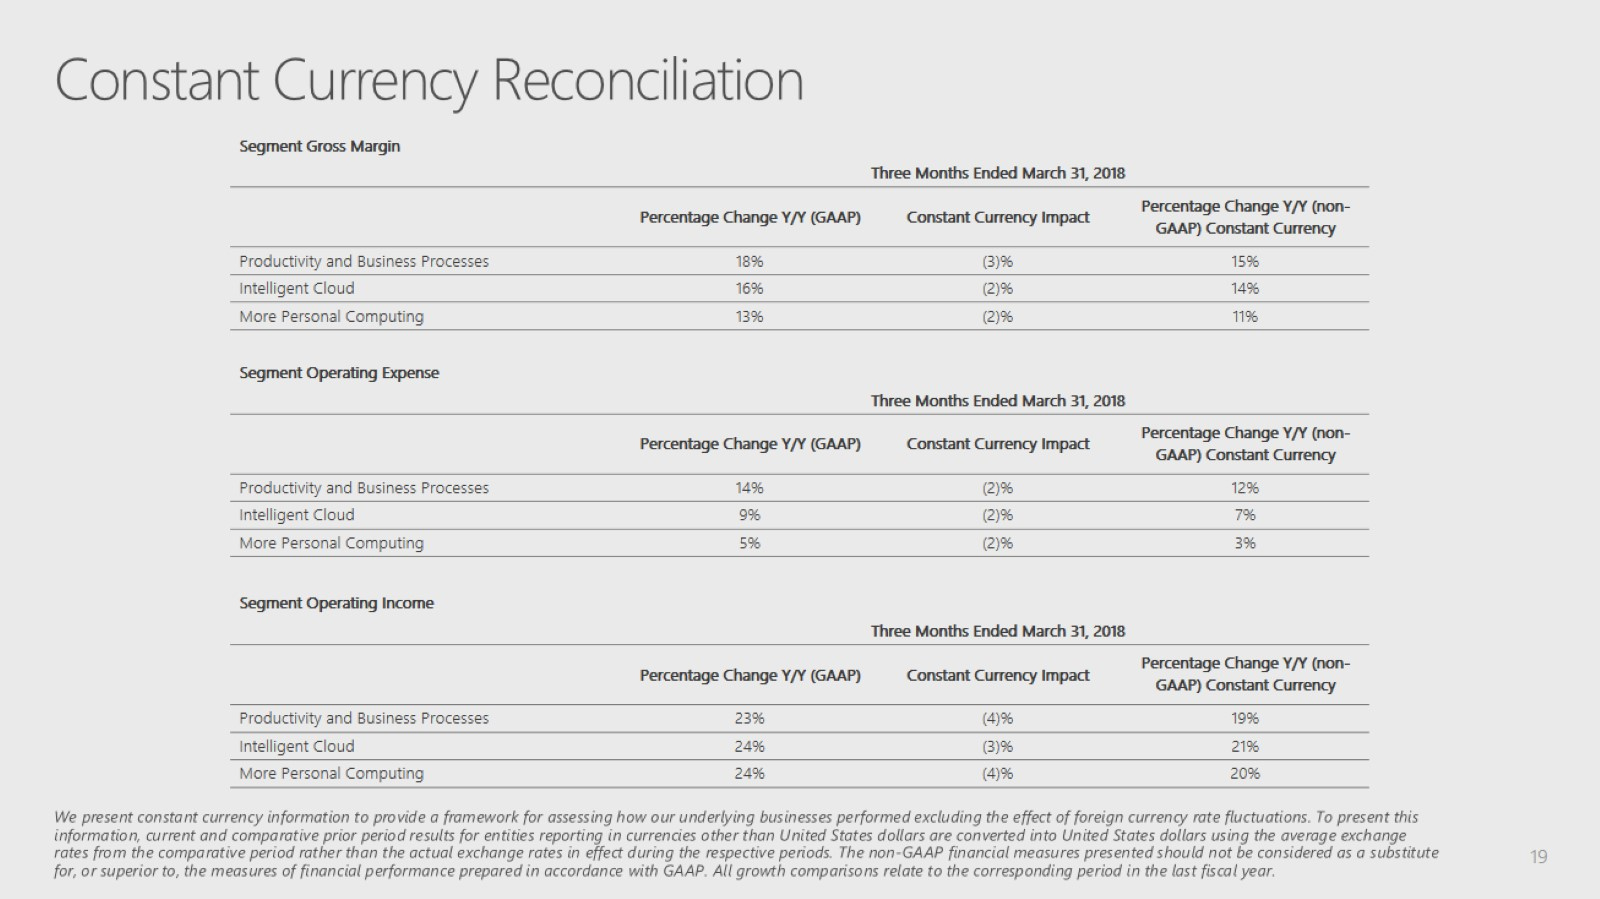 Constant Currency Reconciliation
Segment Gross Margin
Three Months Ended March 31, 2018
Percentage Change Y/Y (GAAP) Constant Currency Impact Percentage Change Y/Y (non-
GAAP) Constant Currency
Productivity and Business Processes 18% (3)% 15%
Intelligent Cloud 16% (2)% 14%
More Personal Computing 13% (2)% 11%
Segment Operating Expense
Three Months Ended March 31, 2018
Percentage Change Y/Y (GAAP) Constant Currency Impact Percentage Change Y/Y (non-
GAAP) Constant Currency
Productivity and Business Processes 14% (2)% 12%
Intelligent Cloud 9% (2)% 7%
More Personal Computing 5% (2)% 3%
Segment Operating Income
Three Months Ended March 31, 2018
Percentage Change Y/Y (GAAP) Constant Currency Impact Percentage Change Y/Y (non-
GAAP) Constant Currency
Productivity and Business Processes 23% (4)% 19%
Intelligent Cloud 24% (3)% 21%
More Personal Computing 24% (4)% 20%
We present constant currency information to provide a framework for assessing how our underlying businesses performed excluding the effect of foreign currency rate fluctuations. To present this
information, current and comparative prior period results for entities reporting in currencies other than United States dollars are converted into United States dollars using the average exchange
rates from the comparative period rather than the actual exchange rates in effect during the respective periods. The non-GAAP financial measures presented should not be considered as a substitute
for, or superior to, the measures of financial performance prepared in accordance with GAAP. All growth comparisons relate to the corresponding period in the last fiscal year.
19